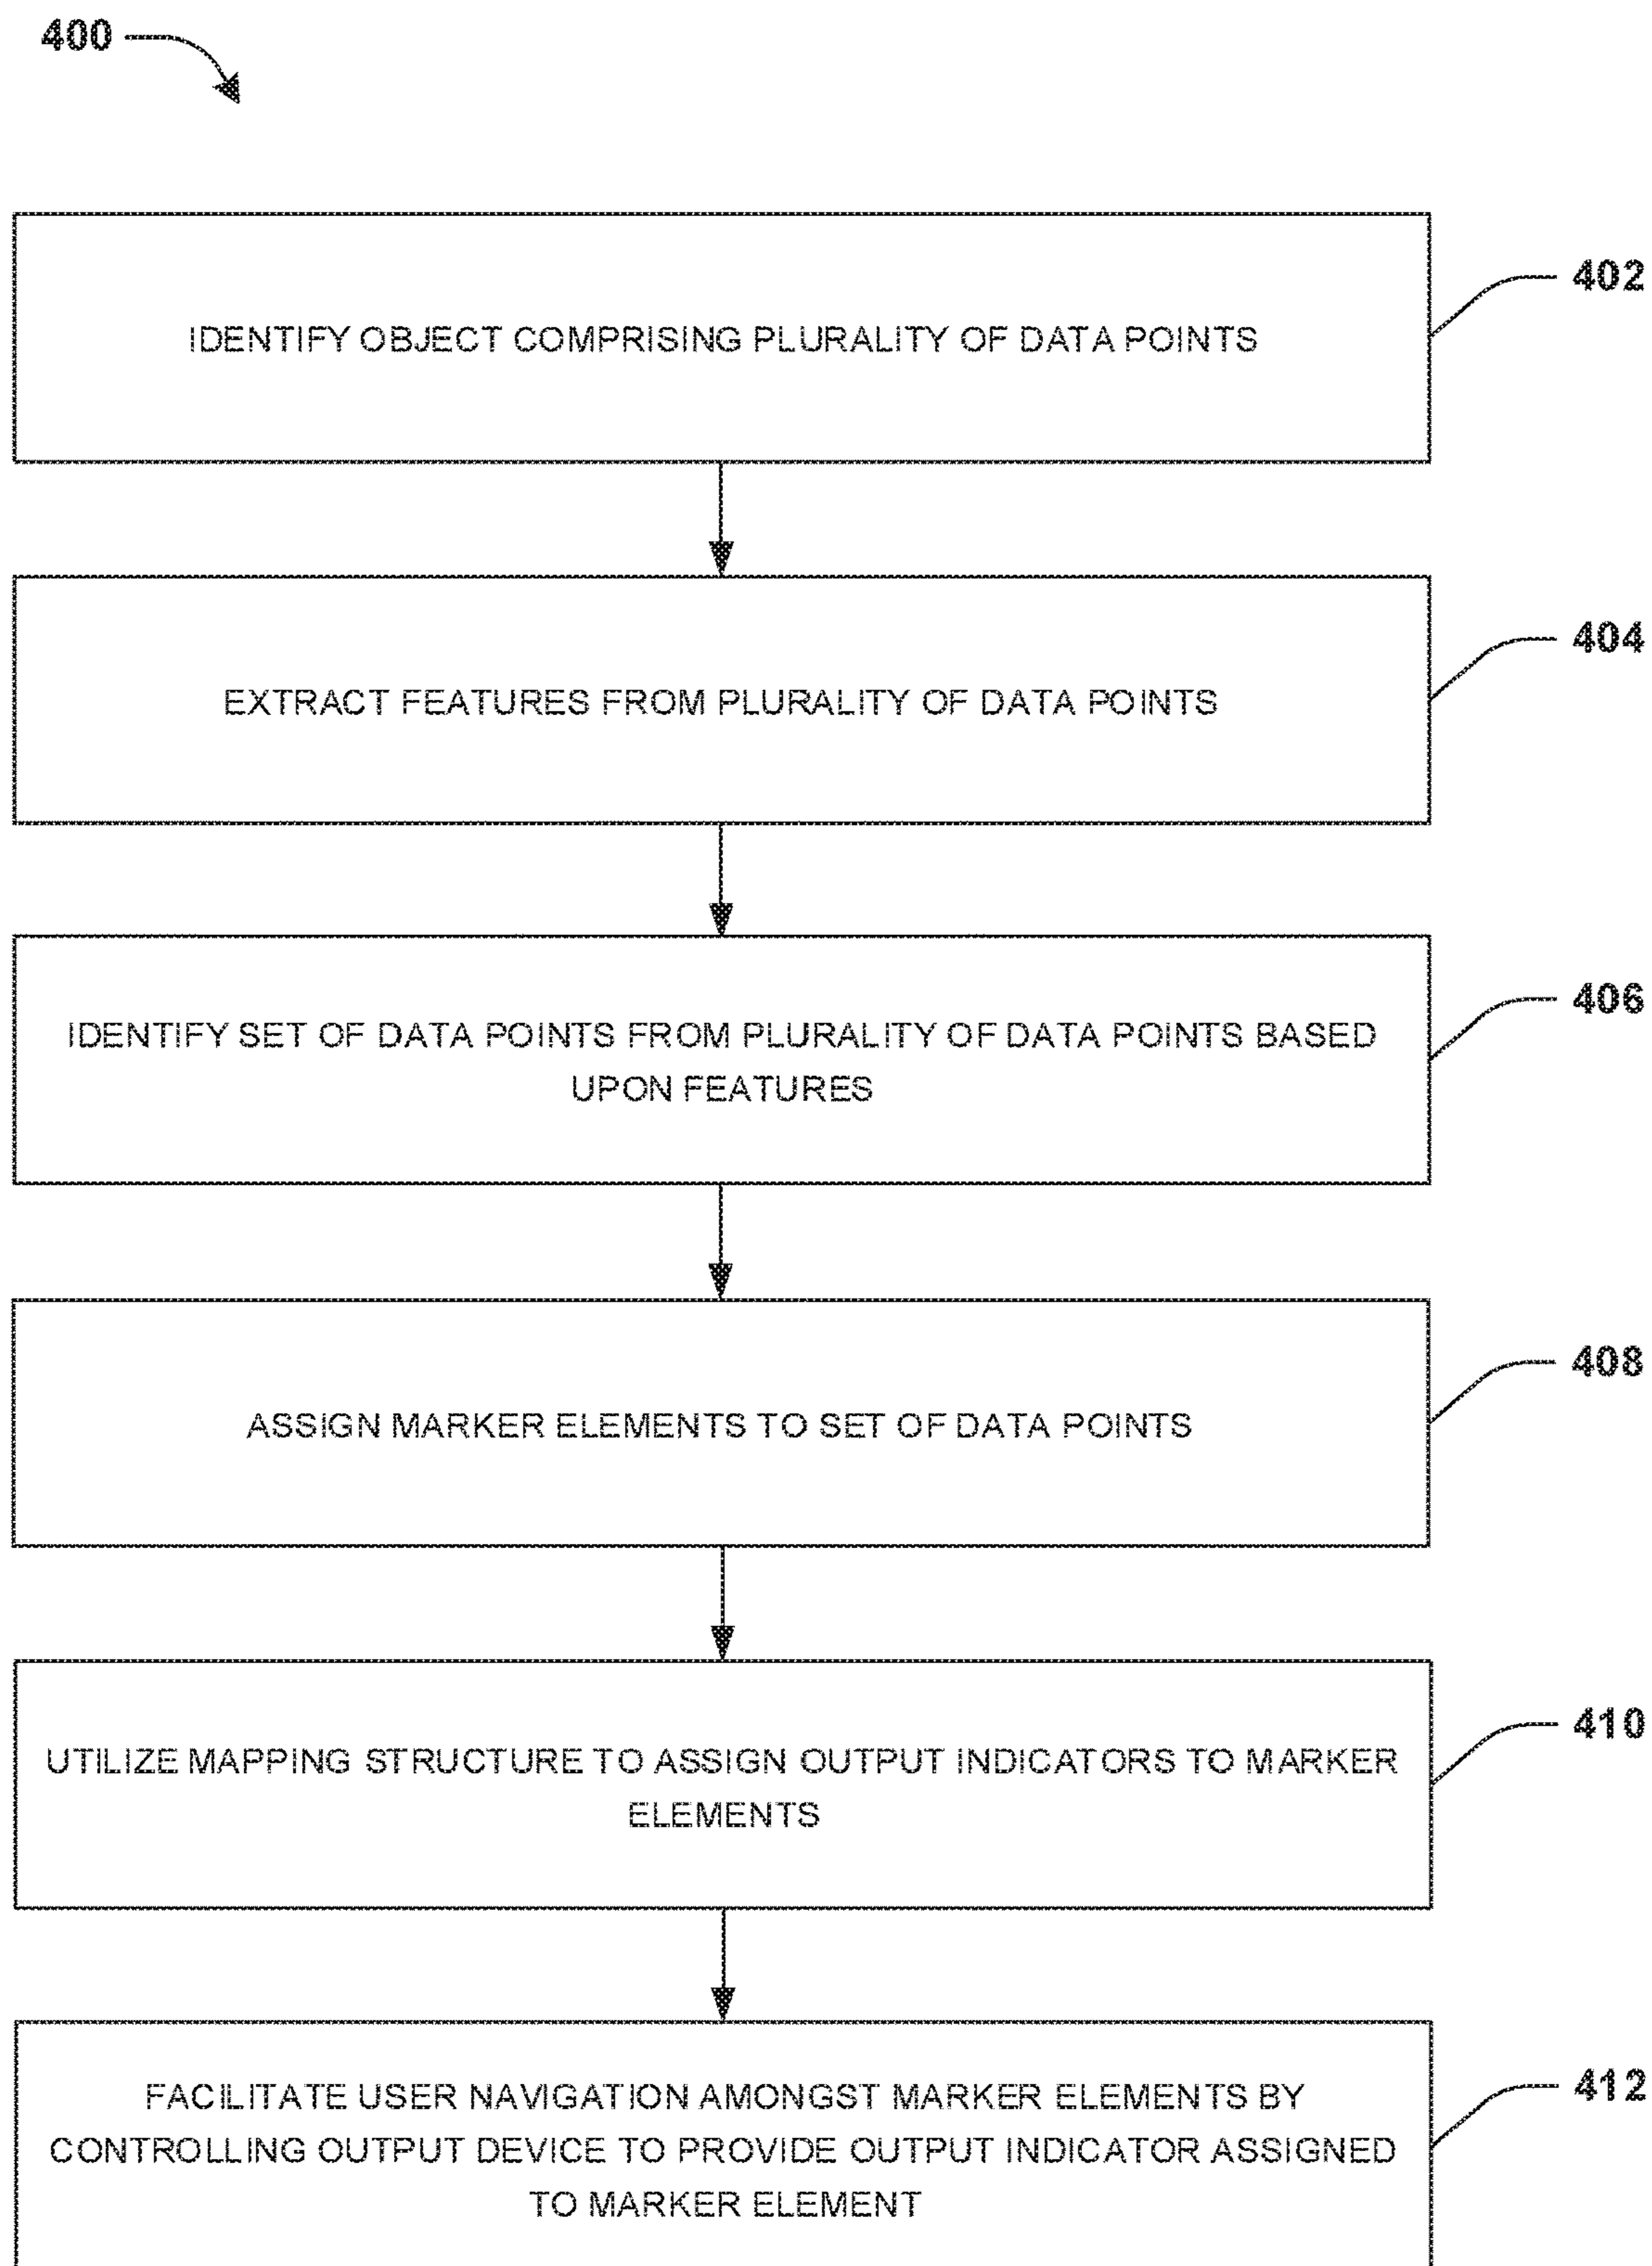 400
402
IDENTIFY OBJECT COMPRISING PLURALITY OF DATA POINTS
404
EXTRACT FEATURES FROM PLURALITY OF DATA POINTS
406
IDENTIFY SET OF DATA POINTS FROM PLURALITY OF DATA POINTS BASED
UPON FEATURES
408
ASSIGN MARKER ELEMENTS TO SET OF DATA POINTS
410
UTILIZE MAPPING STRUCTURE TO ASSIGN OUTPUT INDICATORS TO MARKER
ELEMENTS
412
FACILITATE USER NAVIGATION AMONGST MARKER ELEMENTS BY
CONTROLLING OUTPUT DEVICE TO PROVIDE OUTPUT INDICATOR ASSIGNED
TO MARKER ELEMENT